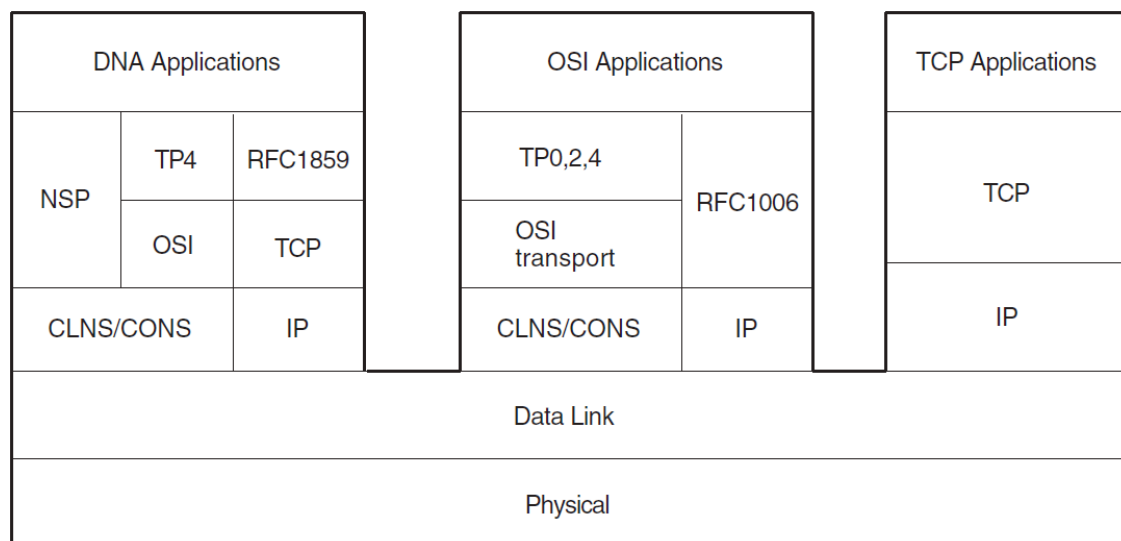 DNA Applications
OSI Applications
TCP Applications
NSP
TP4
RFC1859
OSI
TCP
CLNS/CONS
IP
TP0,2,4
RFC1006
OSI
transport
CLNS/CONS
IP
TCP
IP
Data Link
Physical